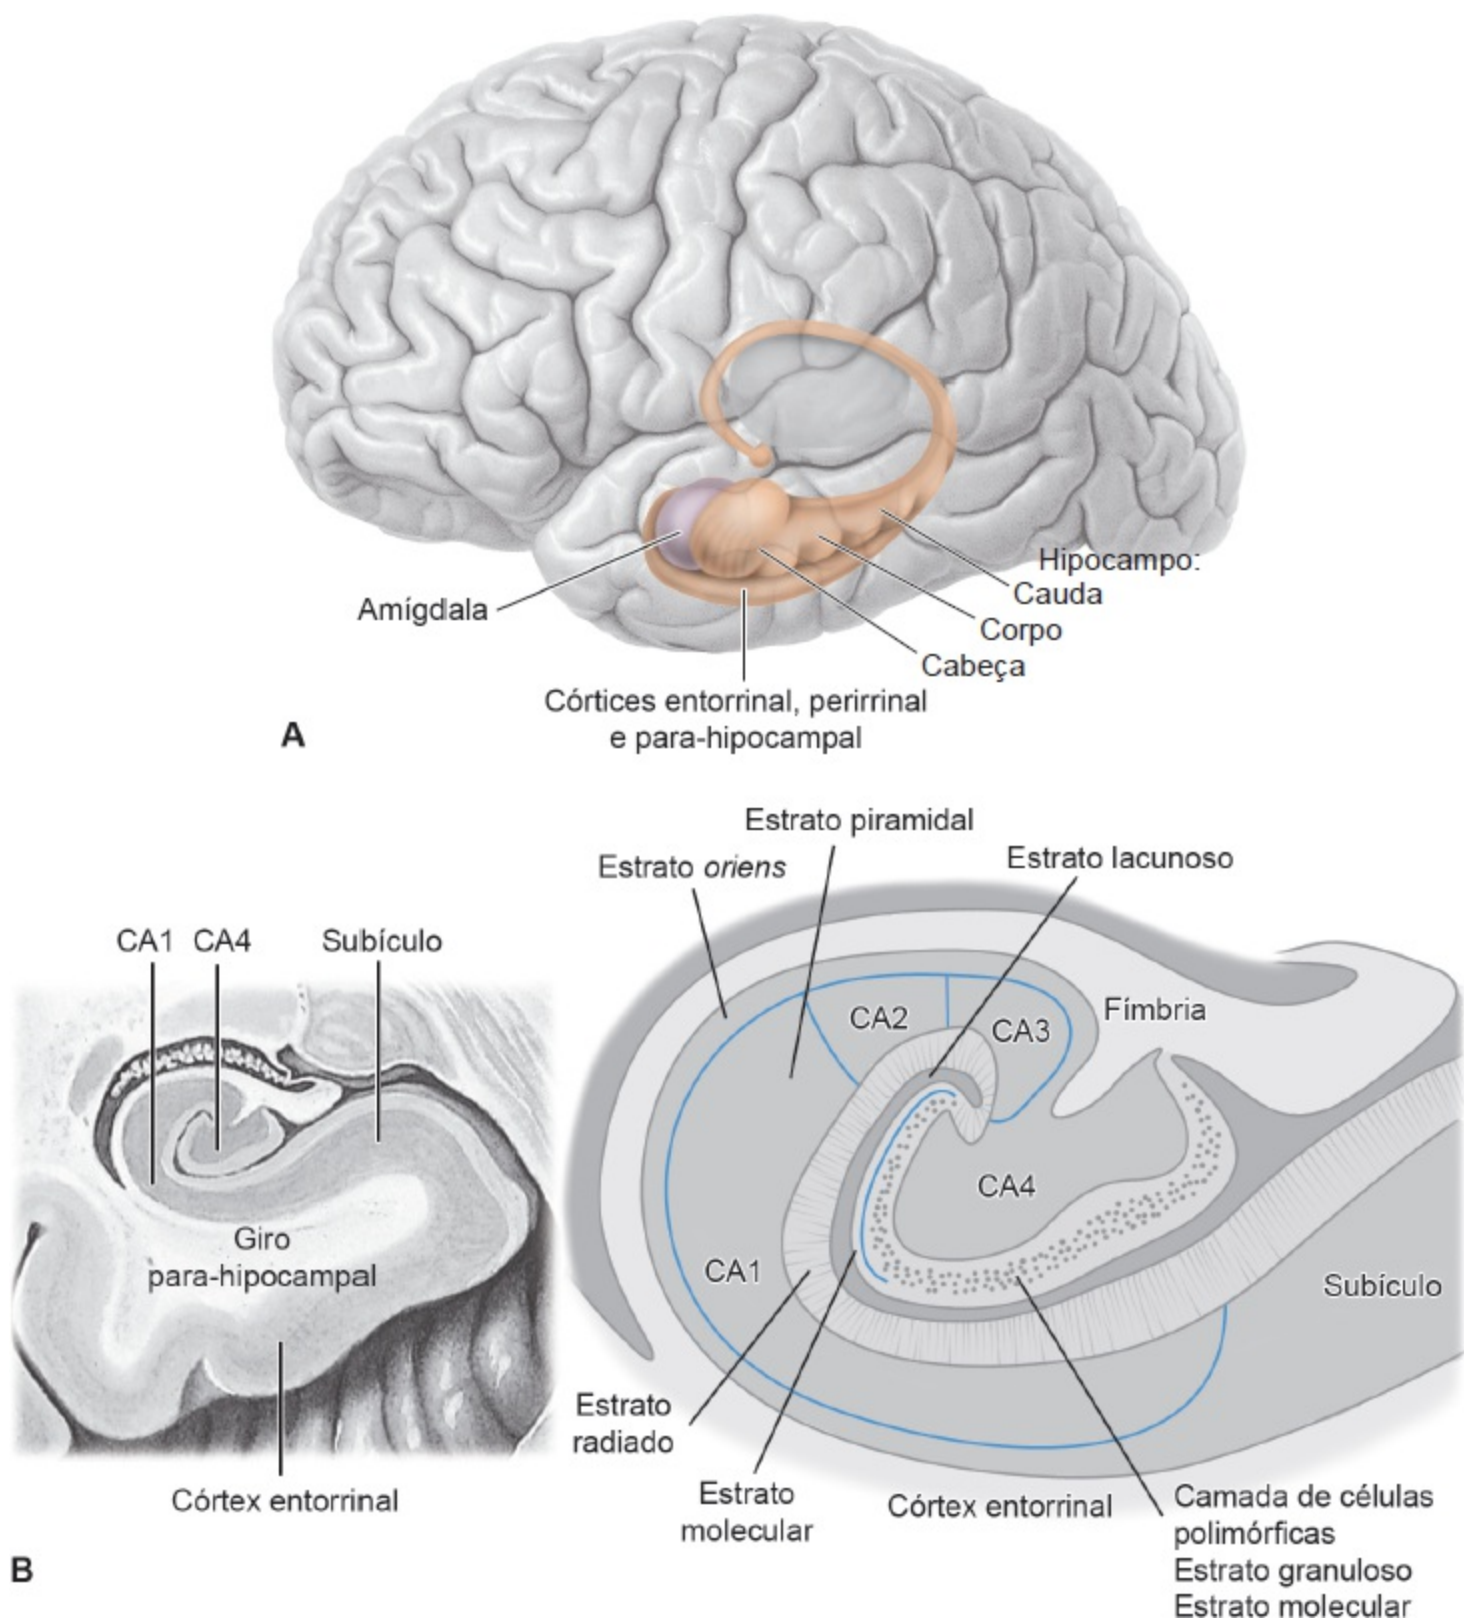 Hipocampo:
Cauda
Amígdala
Corpo
Cabeça
Córtices entorrinal, perirrinal
e para-hipocampal
A
Estrato piramidal
Estrato oriens
Estrato lacunoso
CA1
CA4
Subículo
CA2
CA3
Fímbria
CA4
Giro
para-hipocampal
CA1
Subículo
Estrato
radiado
Córtex entorrinal
Estrato
molecular
Córtex entorrinal
Camada de células
polimórficas
Estrato granuloso
Estrato molecular
B